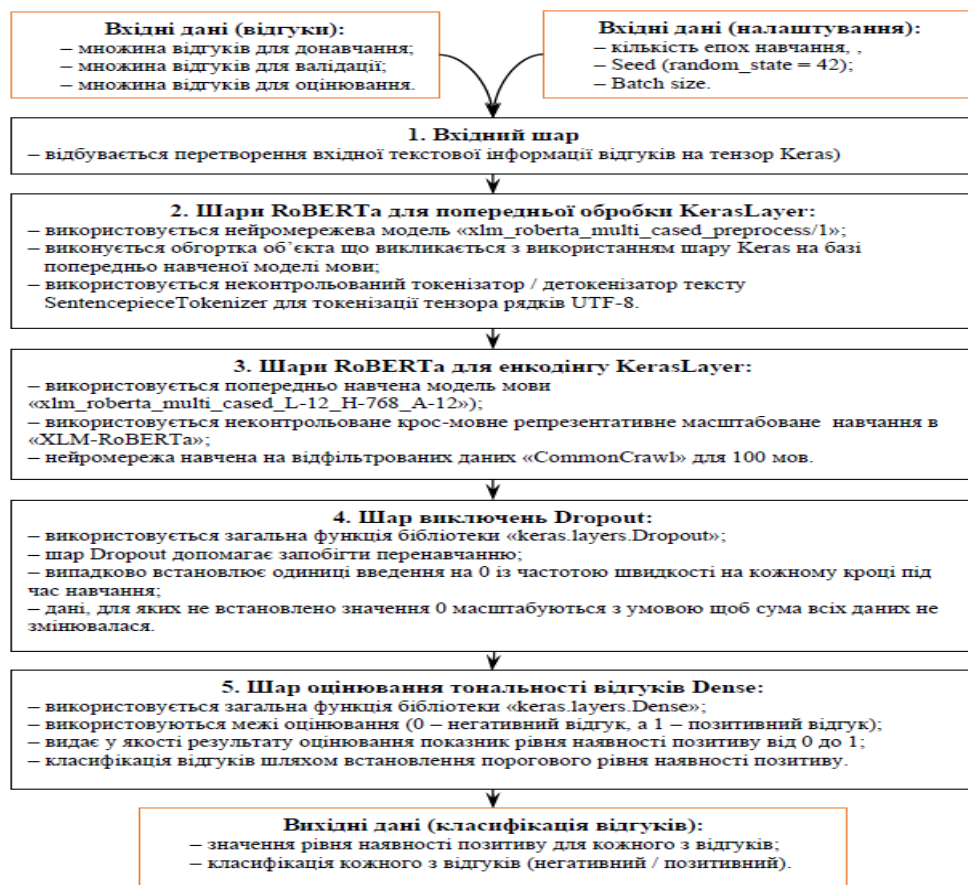 Вхідні дані (відгуки):
– множина відгуків для донавчання;
– множина відгуків для валідації;
– множина відгуків для оцінювання.
Вхідні дані (налаштування):
– кількість епох навчання, ,
– Seed (random_state = 42);
– Batch size.
1. Вхідний шар
– відбувається перетворення вхідної текстової інформації відгуків на тензор Keras)
2. Шари RoBERTa для попередньої обробки KerasLayer:
– використовується нейромережева модель «xlm_roberta_multi_cased_preprocess/1»;
– виконується обгортка об’єкта що викликається з використанням шару Keras на базі
попередньо навченої моделі мови;
– використовується неконтрольований токенізатор / детокенізатор тексту
SentencepieceTokenizer для токенізації тензора рядків UTF-8.
3. Шари RoBERTa для енкодінгу KerasLayer:
– використовується попередньо навчена модель мови
«xlm_roberta_multi_cased_L-12_H-768_A-12»);
– використовується неконтрольоване крос-мовне репрезентативне масштабоване навчання в
«XLM-RoBERTa»;
– нейромережа навчена на відфільтрованих даних «CommonCrawl» для 100 мов.
4. Шар виключень Dropout:
– використовується загальна функція бібліотеки «keras.layers.Dropout»;
– шар Dropout допомагає запобігти перенавчанню;
– випадково встановлює одиниці введення на 0 із частотою швидкості на кожному кроці під
час навчання;
– дані, для яких не встановлено значення 0 масштабуються з умовою щоб сума всіх даних не
змінювалася.
5. Шар оцінювання тональності відгуків Dense:
– використовується загальна функція бібліотеки «keras.layers.Dense»;
– використовуються межі оцінювання (0 – негативний відгук, а 1 – позитивний відгук);
– видає у якості результату оцінювання показник рівня наявності позитиву від 0 до 1;
– класифікація відгуків шляхом встановлення порогового рівня наявності позитиву.
Вихідні дані (класифікація відгуків):
– значення рівня наявності позитиву для кожного з відгуків;
– класифікація кожного з відгуків (негативний / позитивний).